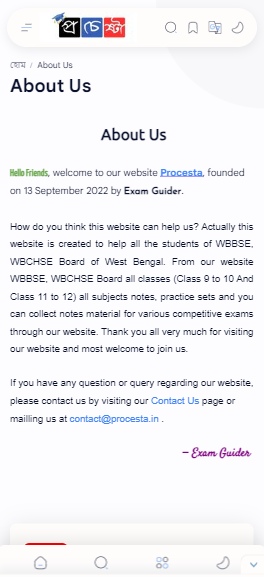 প্রচেষ্টা
হোম / About Us
About Us
About Us
Hello Friends, welcome to our website Procesta, founded
on 13 September 2022 by Exam Guider.
How do you think this website can help us? Actually this
website is created to help all the students of WBBSE,
WBCHSE Board of West Bengal. From our website
WBBSE, WBCHSE Board all classes (Class 9 to 10 And
Class 11 to 12) all subjects notes, practice sets and you
can collect notes material for various competitive exams
through our website. Thank you all very much for visiting
our website and most welcome to join us.
If you have any question or query regarding our website,
please contact us by visiting our Contact Us page or
mailling us at contact@procesta.in .
– Exam Guider